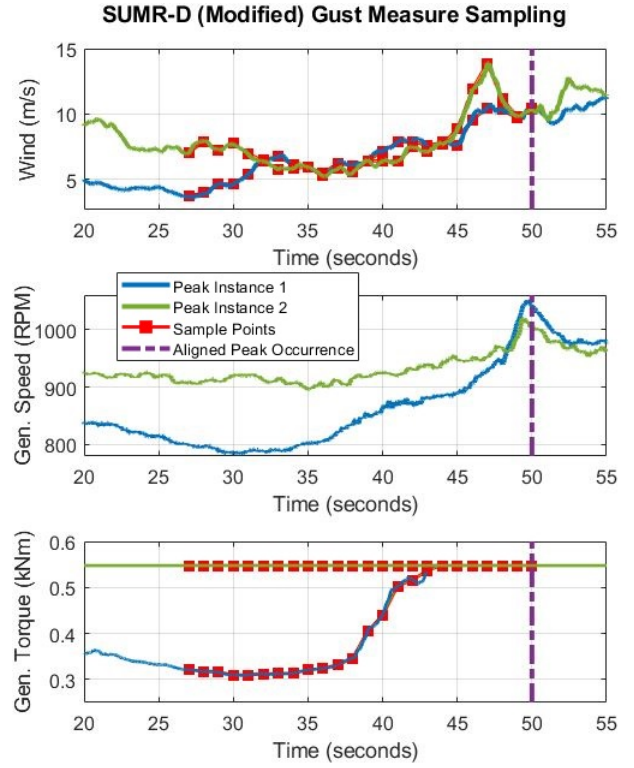 SUMR-D (Modified) Gust Measure Sampling
15
10
5
Wind (m/s)
20 25 30 35 40 45 50 55
Time (seconds)
Peak Instance 1
Peak Instance 2
Sample Points
Aligned Peak Occurrence
1000
900
800
Gen. Speed (RPM)
20 25 30 35 40 45 50 55
Time (seconds)
0.6
0.5
0.4
0.3
Gen. Torque (kNm)
20 25 30 35 40 45 50 55
Time (seconds)